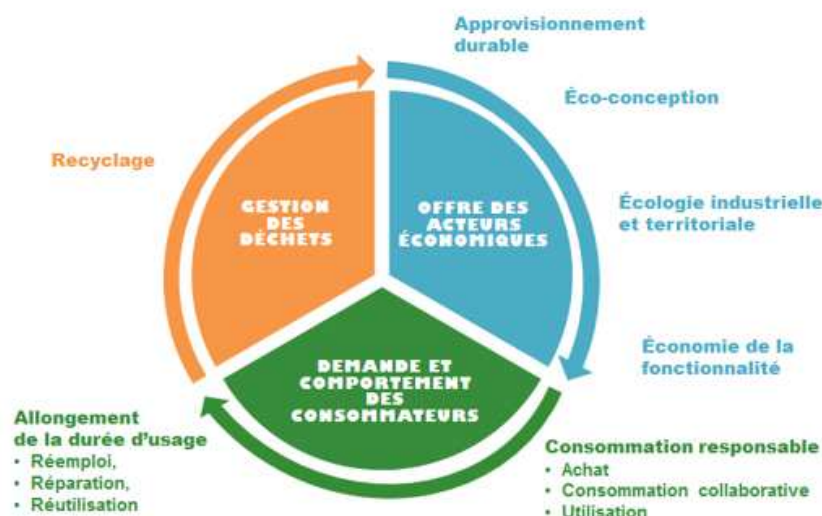 Approvisionnement
durable
Éco-conception
Recyclage
Écologie industrielle
et territoriale
GESTION
DES
DÉCHETS
OFFRE DES
ACTEURS
ÉCONOMIQUES
Économie de la
fonctionnalité
DEMANDE ET
COMPORTEMENT
DES
CONSOMMATEURS
Allongement
de la durée d'usage
• Réemploi,
• Réparation,
• Réutilisation
Consommation responsable
• Achat
• Consommation collaborative
• Utilisation